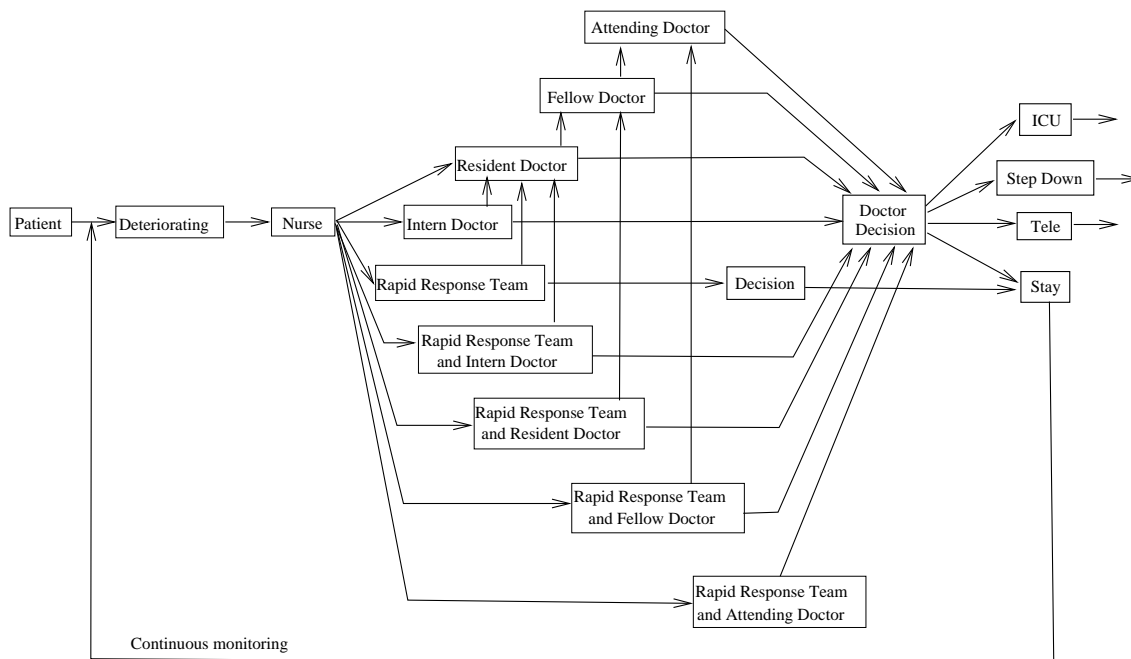 Attending Doctor
Fellow Doctor
ICU
Resident Doctor
Step Down
Patient
Deteriorating
Nurse
Intern Doctor
Doctor
Decision
Tele
Rapid Response Team
Decision
Stay
Rapid Response Team
and Intern Doctor
Rapid Response Team
and Resident Doctor
Rapid Response Team
and Fellow Doctor
Rapid Response Team
and Attending Doctor
Continuous monitoring